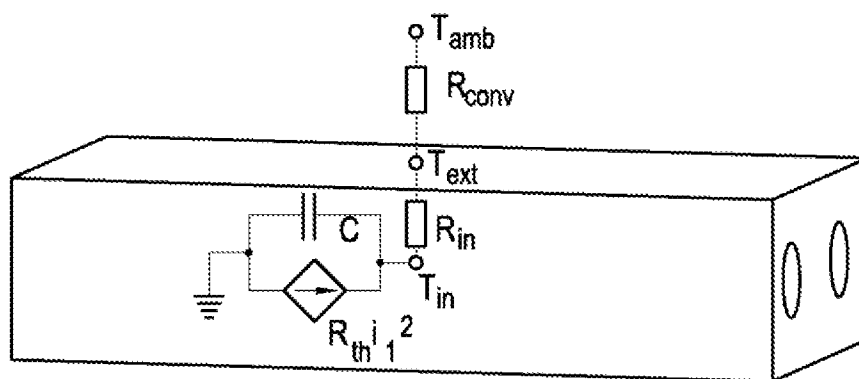 T_amb
R_conv
T_ext
C
R_in
T_in
R_th i_1^2